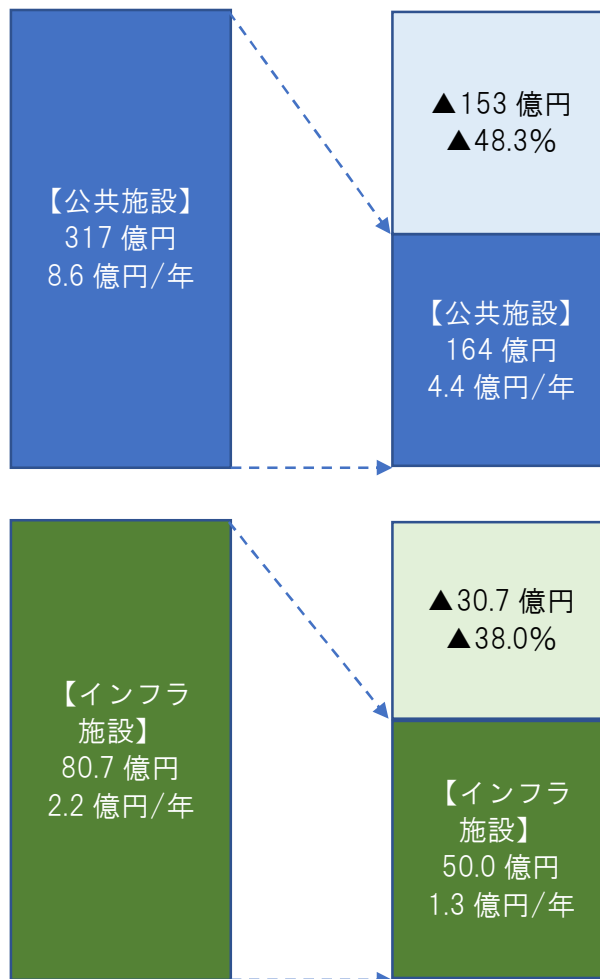 【公共施設】
317 億円
8.6 億円/年
▲153 億円
▲48.3%
【公共施設】
164 億円
4.4 億円/年
【インフラ
施設】
80.7 億円
2.2 億円/年
▲30.7 億円
▲38.0%
【インフラ
施設】
50.0 億円
1.3 億円/年